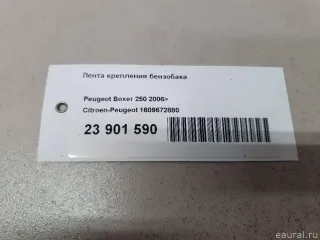 Лента крепления бензобака
Peugeot Boxer 250 2006>
Citroen-Peugeot 1609672880
23 901 590
eaural.ru